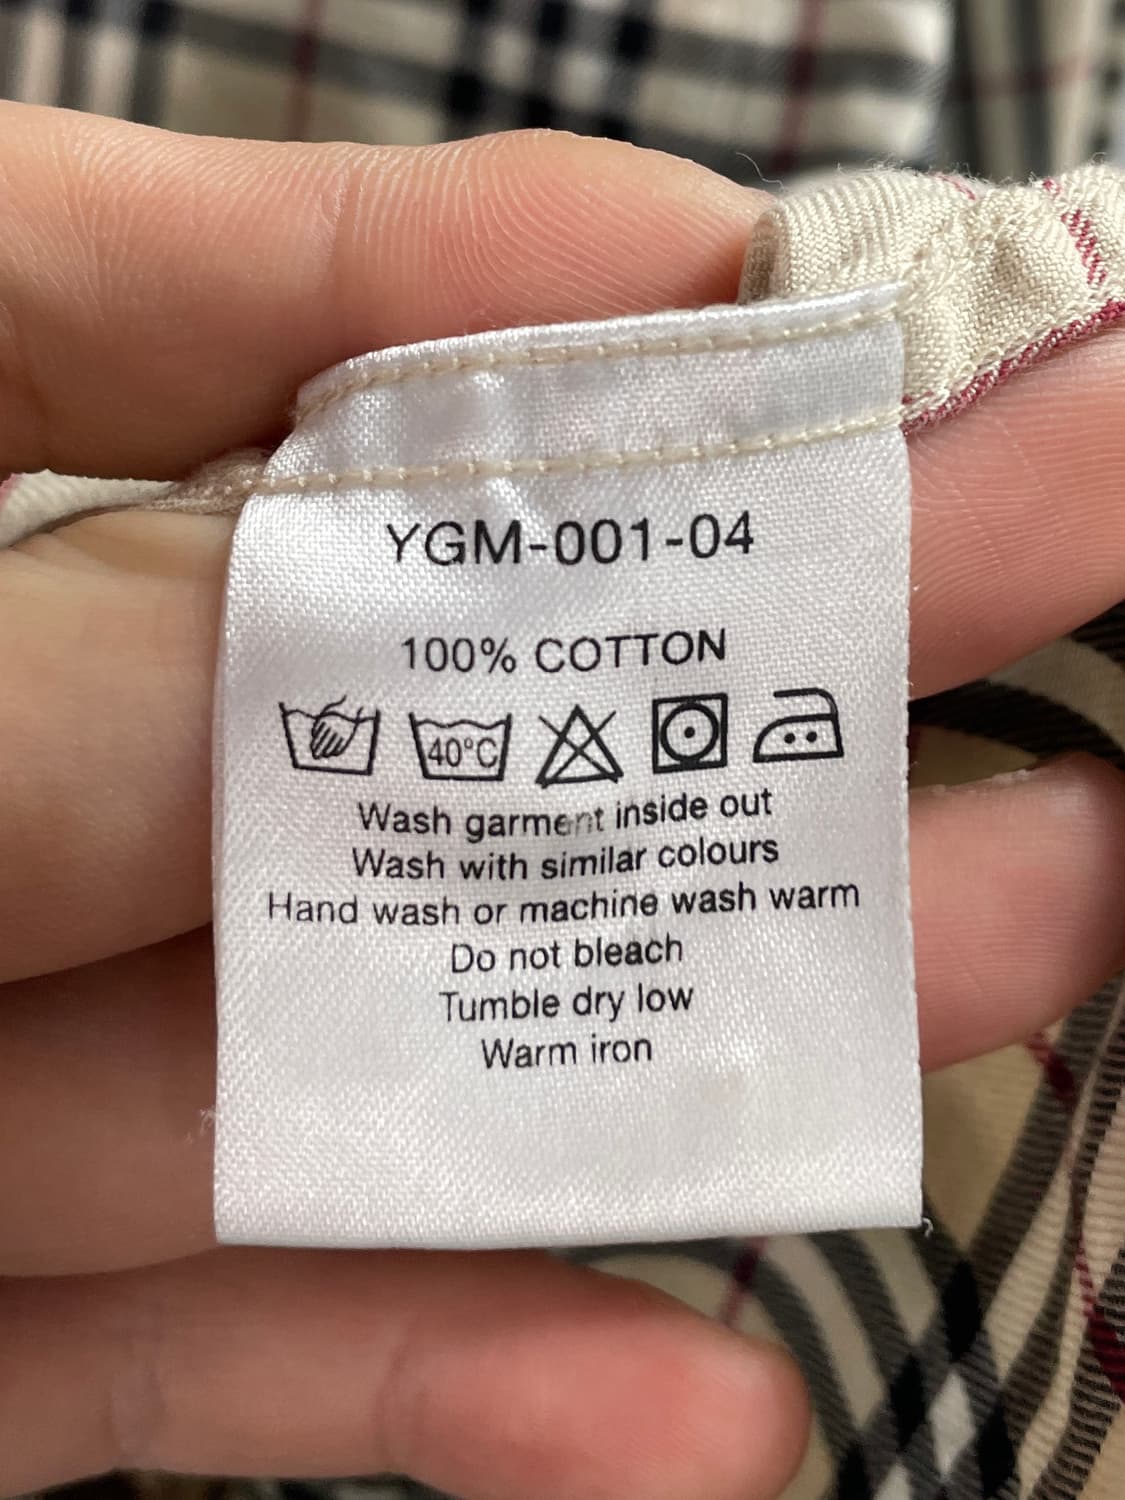 YGM-001-04
100% COTTON
40°C
Wash garment inside out
Wash with similar colours
Hand wash or machine wash warm
Do not bleach
Tumble dry low
Warm iron